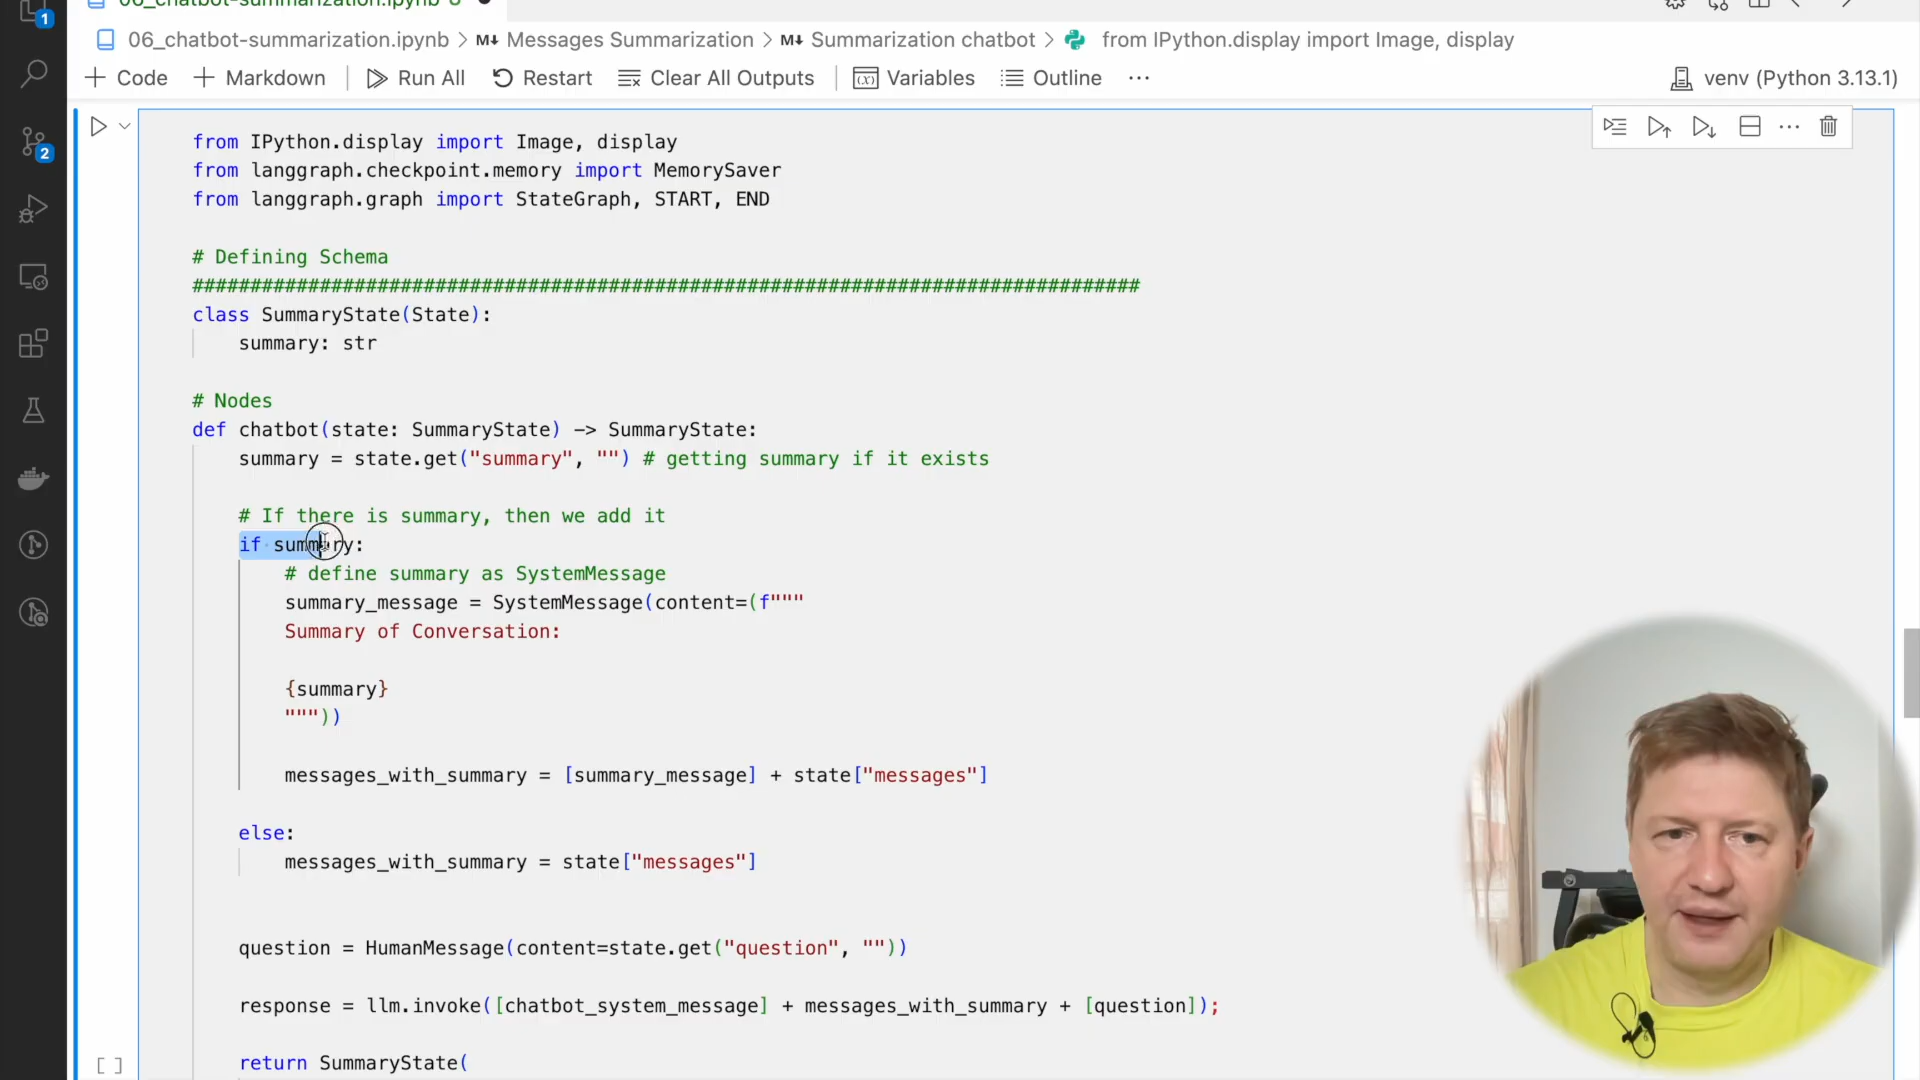 06_chatbot-summarization.ipynb
1
06_chatbot-summarization.ipynb > M↓ Messages Summarization > M↓ Summarization chatbot > from IPython.display import Image, display
+ Code + Markdown Run All Restart Clear All Outputs (x) Variables Outline ... venv (Python 3.13.1)
2
from IPython.display import Image, display
from langgraph.checkpoint.memory import MemorySaver
from langgraph.graph import StateGraph, START, END
# Defining Schema
##################################################################################
class SummaryState(State):
summary: str
# Nodes
def chatbot(state: SummaryState) -> SummaryState:
summary = state.get("summary", "") # getting summary if it exists
# If there is summary, then we add it
if summary:
# define summary as SystemMessage
summary_message = SystemMessage(content=(f"""
Summary of Conversation:
{summary}
"""))
messages_with_summary = [summary_message] + state["messages"]
else:
messages_with_summary = state["messages"]
question = HumanMessage(content=state.get("question", ""))
response = llm.invoke([chatbot_system_message] + messages_with_summary + [question]);
return SummaryState(
[ ]